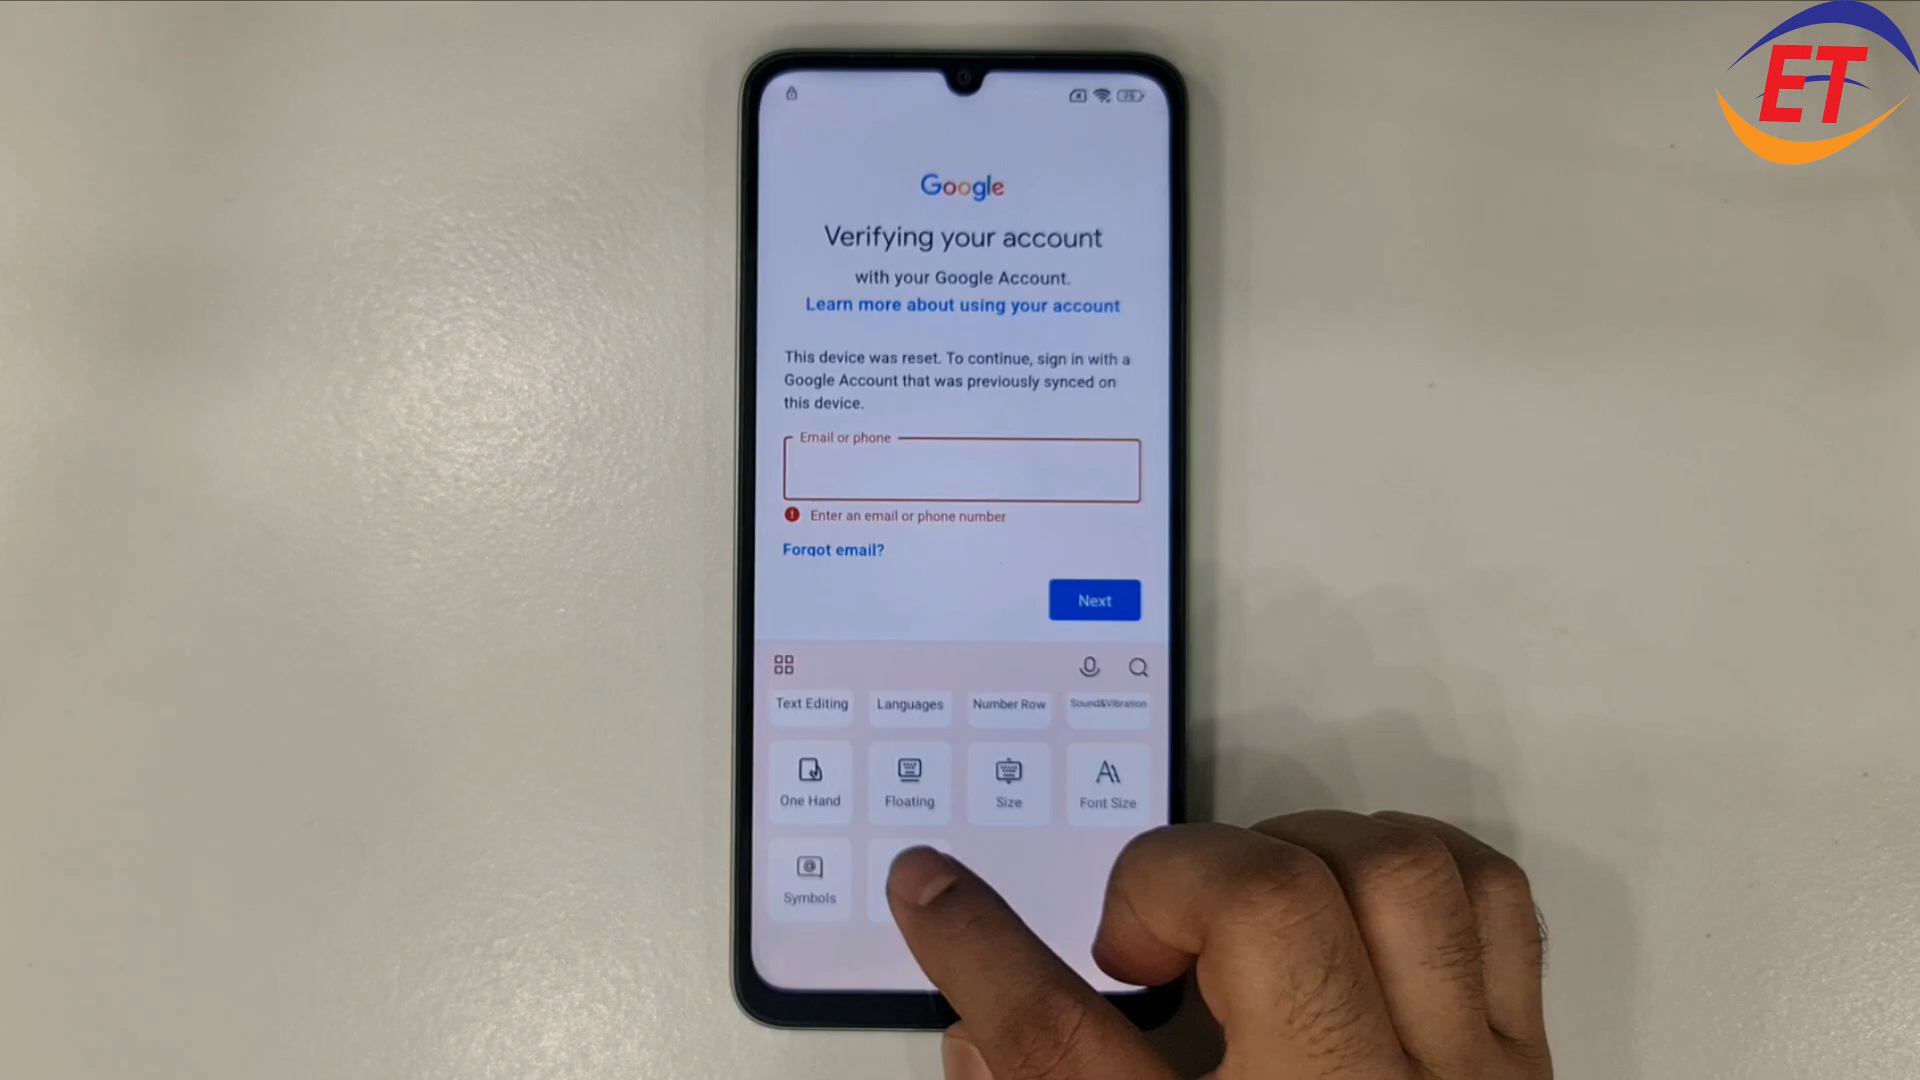 ET
75
Google
Verifying your account
with your Google Account.
Learn more about using your account
This device was reset. To continue, sign in with a
Google Account that was previously synced on
this device.
Email or phone
Enter an email or phone number
Forgot email?
Next
Text Editing Languages Number Row Sound&Vibration
One Hand Floating Size Font Size
Symbols